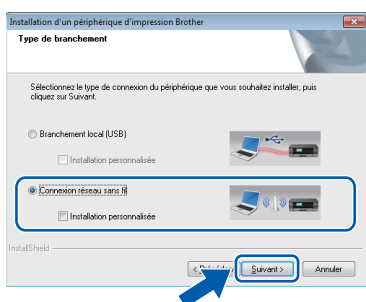 Installation d'un périphérique d'impression Brother
Type de branchement
Sélectionnez le type de connexion du périphérique que vous souhaitez installer, puis
cliquez sur Suivant.
Branchement local (USB)
Installation personnalisée
Connexion réseau sans fil
Installation personnalisée
InstallShield
Suivant >
Annuler